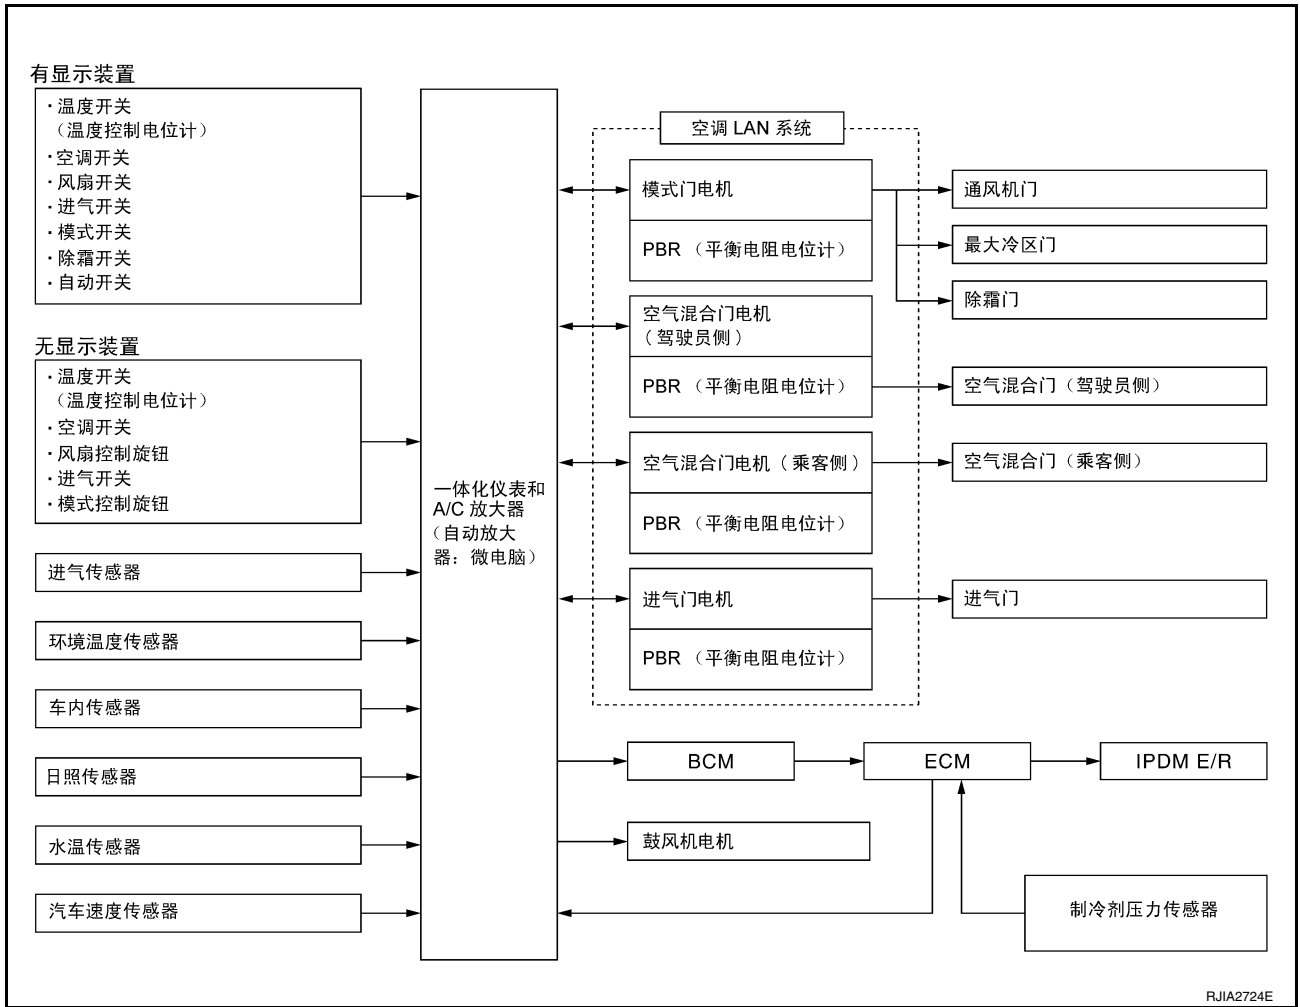 有显示装置
·温度开关
（温度控制电位计）
·空调开关
·风扇开关
·进气开关
·模式开关
·除霜开关
·自动开关
无显示装置
·温度开关
（温度控制电位计）
·空调开关
·风扇控制旋钮
·进气开关
·模式控制旋钮
进气传感器
环境温度传感器
车内传感器
日照传感器
水温传感器
汽车速度传感器
一体化仪表和
A/C 放大器
（自动放大
器：微电脑）
空调 LAN 系统
模式门电机
PBR （平衡电阻电位计）
空气混合门电机
（驾驶员侧）
PBR （平衡电阻电位计）
空气混合门电机（乘客侧）
PBR （平衡电阻电位计）
进气门电机
PBR （平衡电阻电位计）
通风机门
最大冷区门
除霜门
空气混合门（驾驶员侧）
空气混合门（乘客侧）
进气门
BCM
ECM
IPDM E/R
鼓风机电机
制冷剂压力传感器
RJIA2724E